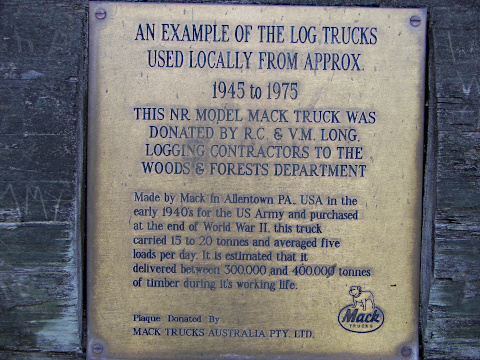 AN EXAMPLE OF THE LOG TRUCKS
USED LOCALLY FROM APPROX.
1945 to 1975
THIS NR MODEL MACK TRUCK WAS
DONATED BY R.C. & V.M. LONG.
LOGGING CONTRACTORS TO THE
WOODS & FORESTS DEPARTMENT
Made by Mack in Allentown PA., USA in the
early 1940's for the US Army and purchased
at the end of World War II, this truck
carried 15 to 20 tonnes and averaged five
loads per day. It is estimated that it
delivered between 300,000 and 400,000 tonnes
of timber during it's working life.
Plaque Donated By
MACK TRUCKS AUSTRALIA PTY. LTD.
Mack
TRUCKS